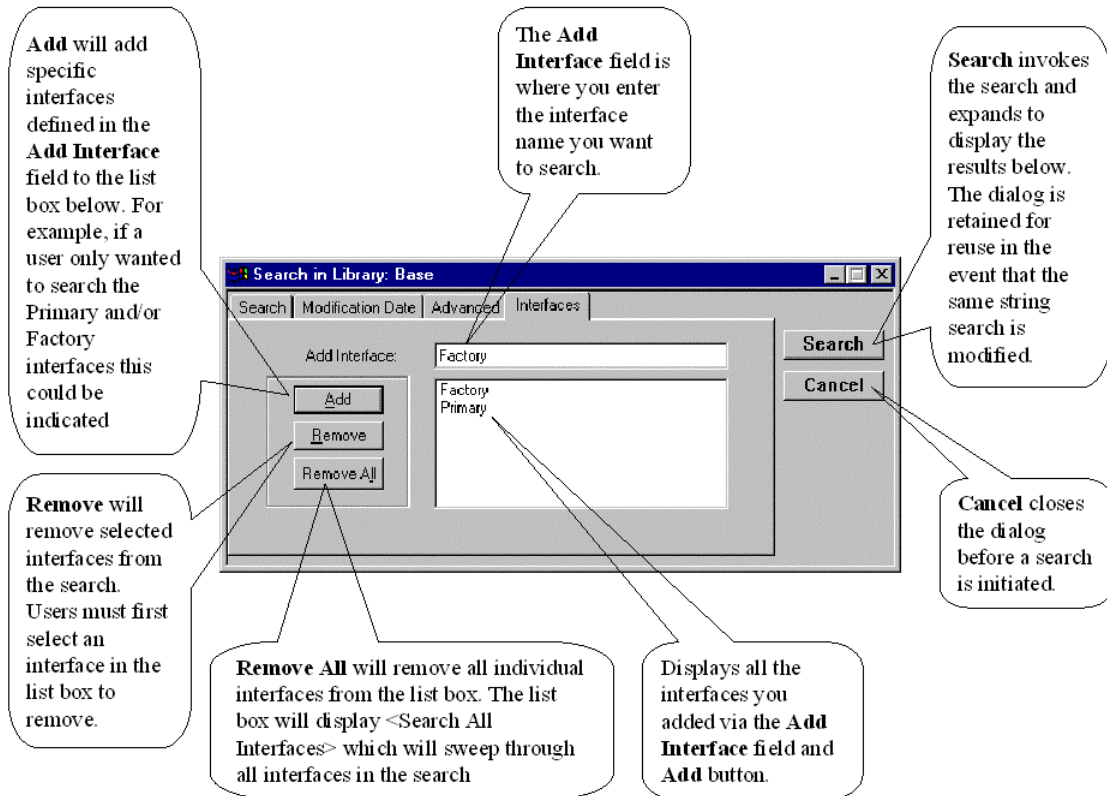 Add will add
specific
interfaces
defined in the
Add Interface
field to the list
box below. For
example, if a
user only wanted
to search the
Primary and/or
Factory
interfaces this
could be
indicated
The Add
Interface field is
where you enter
the interface
name you want
to search.
Search invokes
the search and
expands to
display the
results below.
The dialog is
retained for
reuse in the
event that the
same string
search is
modified.
Search in Library: Base
Search
Modification Date
Advanced
Interfaces
Add Interface:
Factory
Add
Remove
Remove All
Factory
Primary
Search
Cancel
Remove will
remove selected
interfaces from
the search.
Users must first
select an
interface in the
list box to
remove.
Remove All will remove all individual
interfaces from the list box. The list
box will display <Search All
Interfaces> which will sweep through
all interfaces in the search
Displays all the
interfaces you
added via the Add
Interface field and
Add button.
Cancel closes
the dialog
before a search
is initiated.